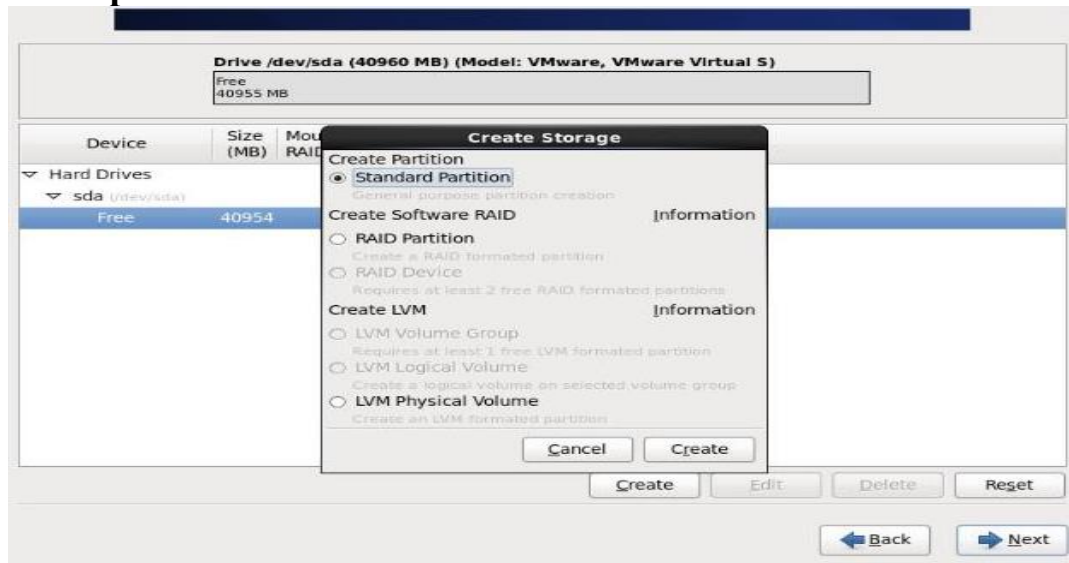 Drive /dev/sda (40960 MB) (Model: VMware, VMware Virtual S)
Free
40955 MB
Device
Size
(MB)
Mou
RAID
Hard Drives
sda (/dev/sda)
Free 40954
Create Storage
Create Partition
Standard Partition
General purpose partition creation
Create Software RAID Information
RAID Partition
Create a RAID formated partition
RAID Device
Requires at least 2 free RAID formated partitions
Create LVM Information
LVM Volume Group
Requires at least 1 free LVM formated partition
LVM Logical Volume
Create a logical volume on selected volume group
LVM Physical Volume
Create an LVM formated partition
Cancel Create
Create Edit Delete Reset
Back Next